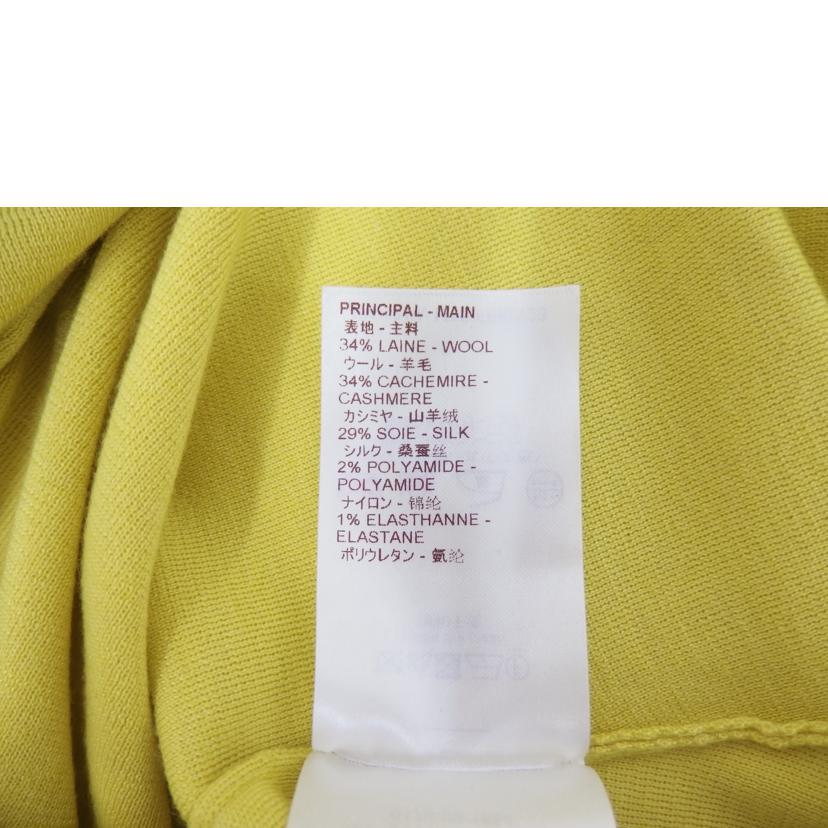 PRINCIPAL - MAIN
表地 - 主料
34% LAINE - WOOL
ウール - 羊毛
34% CACHEMIRE -
CASHMERE
カシミヤ - 山羊绒
29% SOIE - SILK
シルク - 桑蚕丝
2% POLYAMIDE -
POLYAMIDE
ナイロン - 锦纶
1% ELASTHANNE -
ELASTANE
ポリウレタン - 氨纶